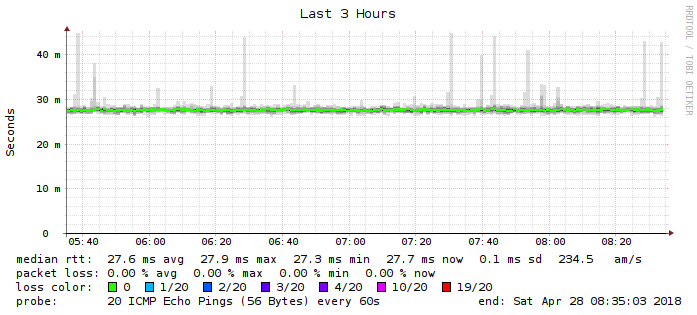 Last 3 Hours
RRDTOOL / TOBI OETIKER
Seconds
40 m
30 m
20 m
10 m
0
05:40 06:00 06:20 06:40 07:00 07:20 07:40 08:00 08:20
median rtt: 27.6 ms avg 27.9 ms max 27.3 ms min 27.7 ms now 0.1 ms sd 234.5 am/s
packet loss: 0.00 % avg 0.00 % max 0.00 % min 0.00 % now
loss color: 0 1/20 2/20 3/20 4/20 10/20 19/20
probe: 20 ICMP Echo Pings (56 Bytes) every 60s end: Sat Apr 28 08:35:03 2018